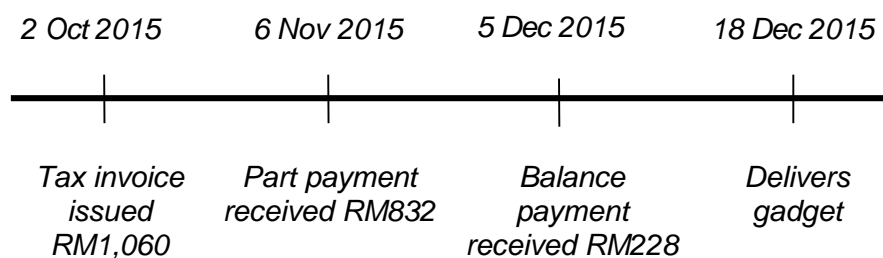 2 Oct 2015
6 Nov 2015
5 Dec 2015
18 Dec 2015
Tax invoice
issued
RM1,060
Part payment
received RM832
Balance
payment
received RM228
Delivers
gadget